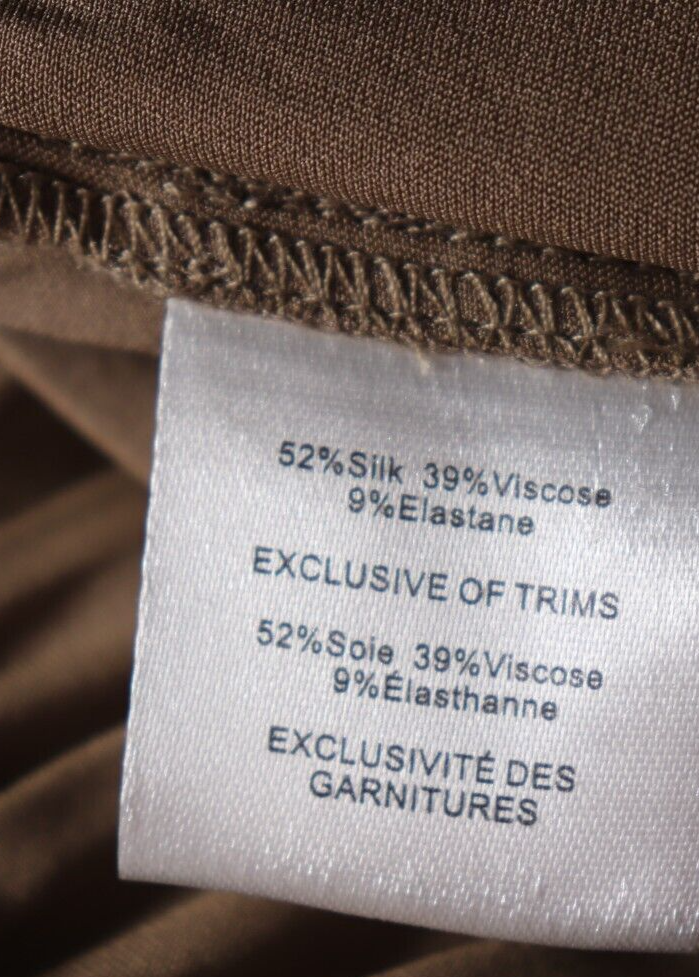 52%Silk 39%Viscose
9%Elastane
EXCLUSIVE OF TRIMS
52%Soie 39%Viscose
9%Élasthanne
EXCLUSIVITÉ DES
GARNITURES